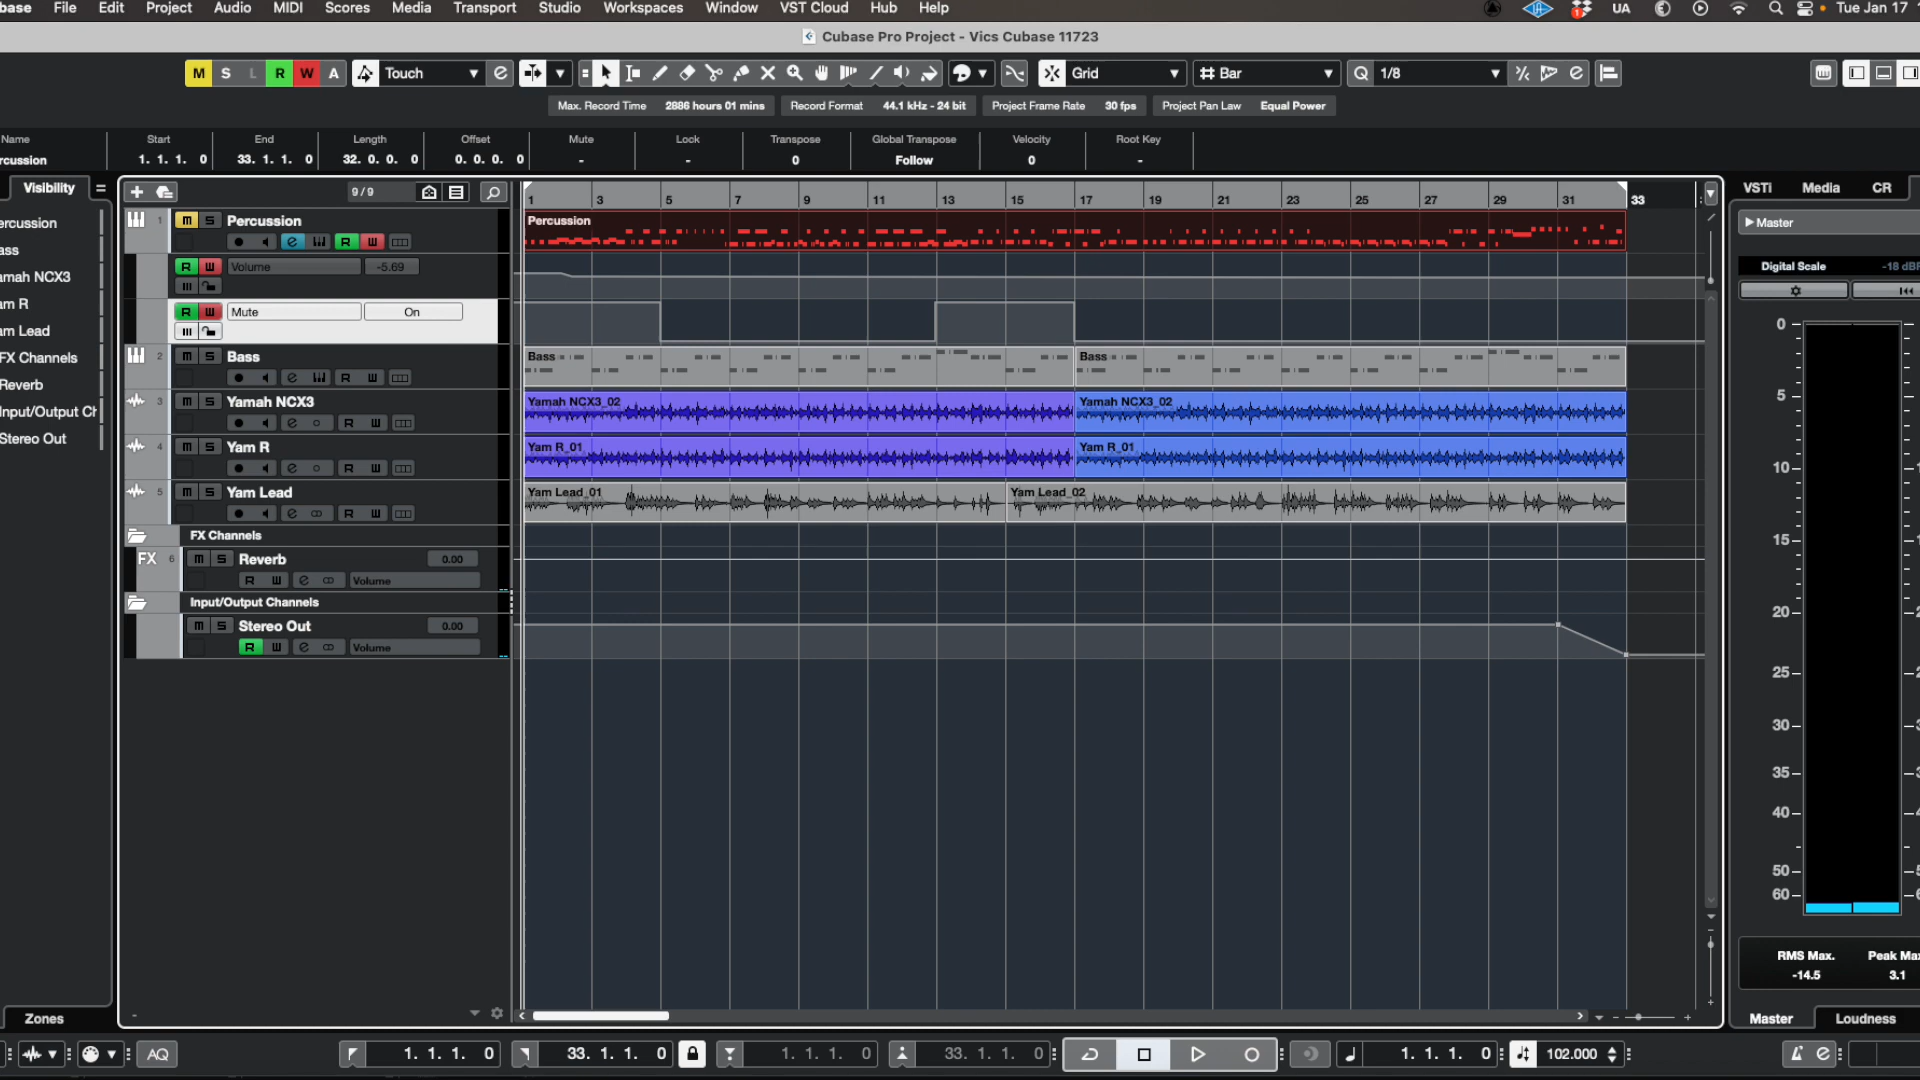 base File Edit Project Audio MIDI Scores Media Transport Studio Workspaces Window VST Cloud Hub Help UA Tue Jan 17
Cubase Pro Project - Vics Cubase 11723
M S L R W A Touch Grid Bar Q 1/8
Max. Record Time 2886 hours 01 mins Record Format 44.1 kHz - 24 bit Project Frame Rate 30 fps Project Pan Law Equal Power
Name Start End Length Offset Mute Lock Transpose Global Transpose Velocity Root Key
rcussion 1. 1. 1. 0 33. 1. 1. 0 32. 0. 0. 0 0. 0. 0. 0 - - 0 Follow 0 -
Visibility 9/9 1 3 5 7 9 11 13 15 17 19 21 23 25 27 29 31 33 VSTi Media CR
ercussion
ass
amah NCX3
am R
am Lead
FX Channels
Reverb
Input/Output Ch
Stereo Out
1 m S Percussion
e R W
R W Volume -5.69
R W Mute On
2 m S Bass
e R W
3 m S Yamah NCX3
e R W
4 m S Yam R
e R W
5 m S Yam Lead
e R W
FX Channels
FX 6 m S Reverb 0.00
R W e Volume
Input/Output Channels
m S Stereo Out 0.00
R W e Volume
Percussion
Bass Bass
Yamah NCX3_02 Yamah NCX3_02
Yam R_01 Yam R_01
Yam Lead_01 Yam Lead_02
Master
Digital Scale -18 dBF
0
5
10
15
20
25
30
35
40
50
60
RMS Max. Peak Max
-14.5 3.1
Zones Master Loudness
AQ 1. 1. 1. 0 33. 1. 1. 0 1. 1. 1. 0 33. 1. 1. 0 1. 1. 1. 0 102.000